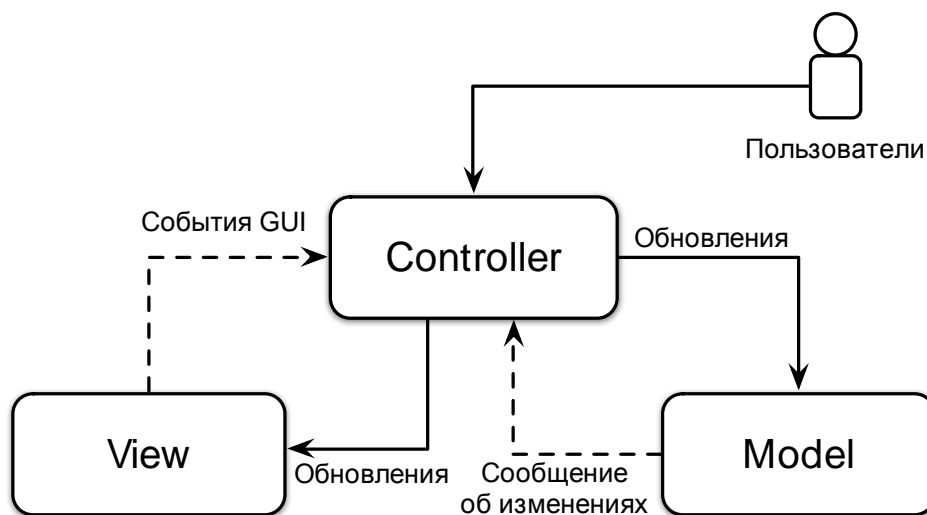 Пользователи
События GUI
Controller
Обновления
View
Обновления
Сообщение
об изменениях
Model